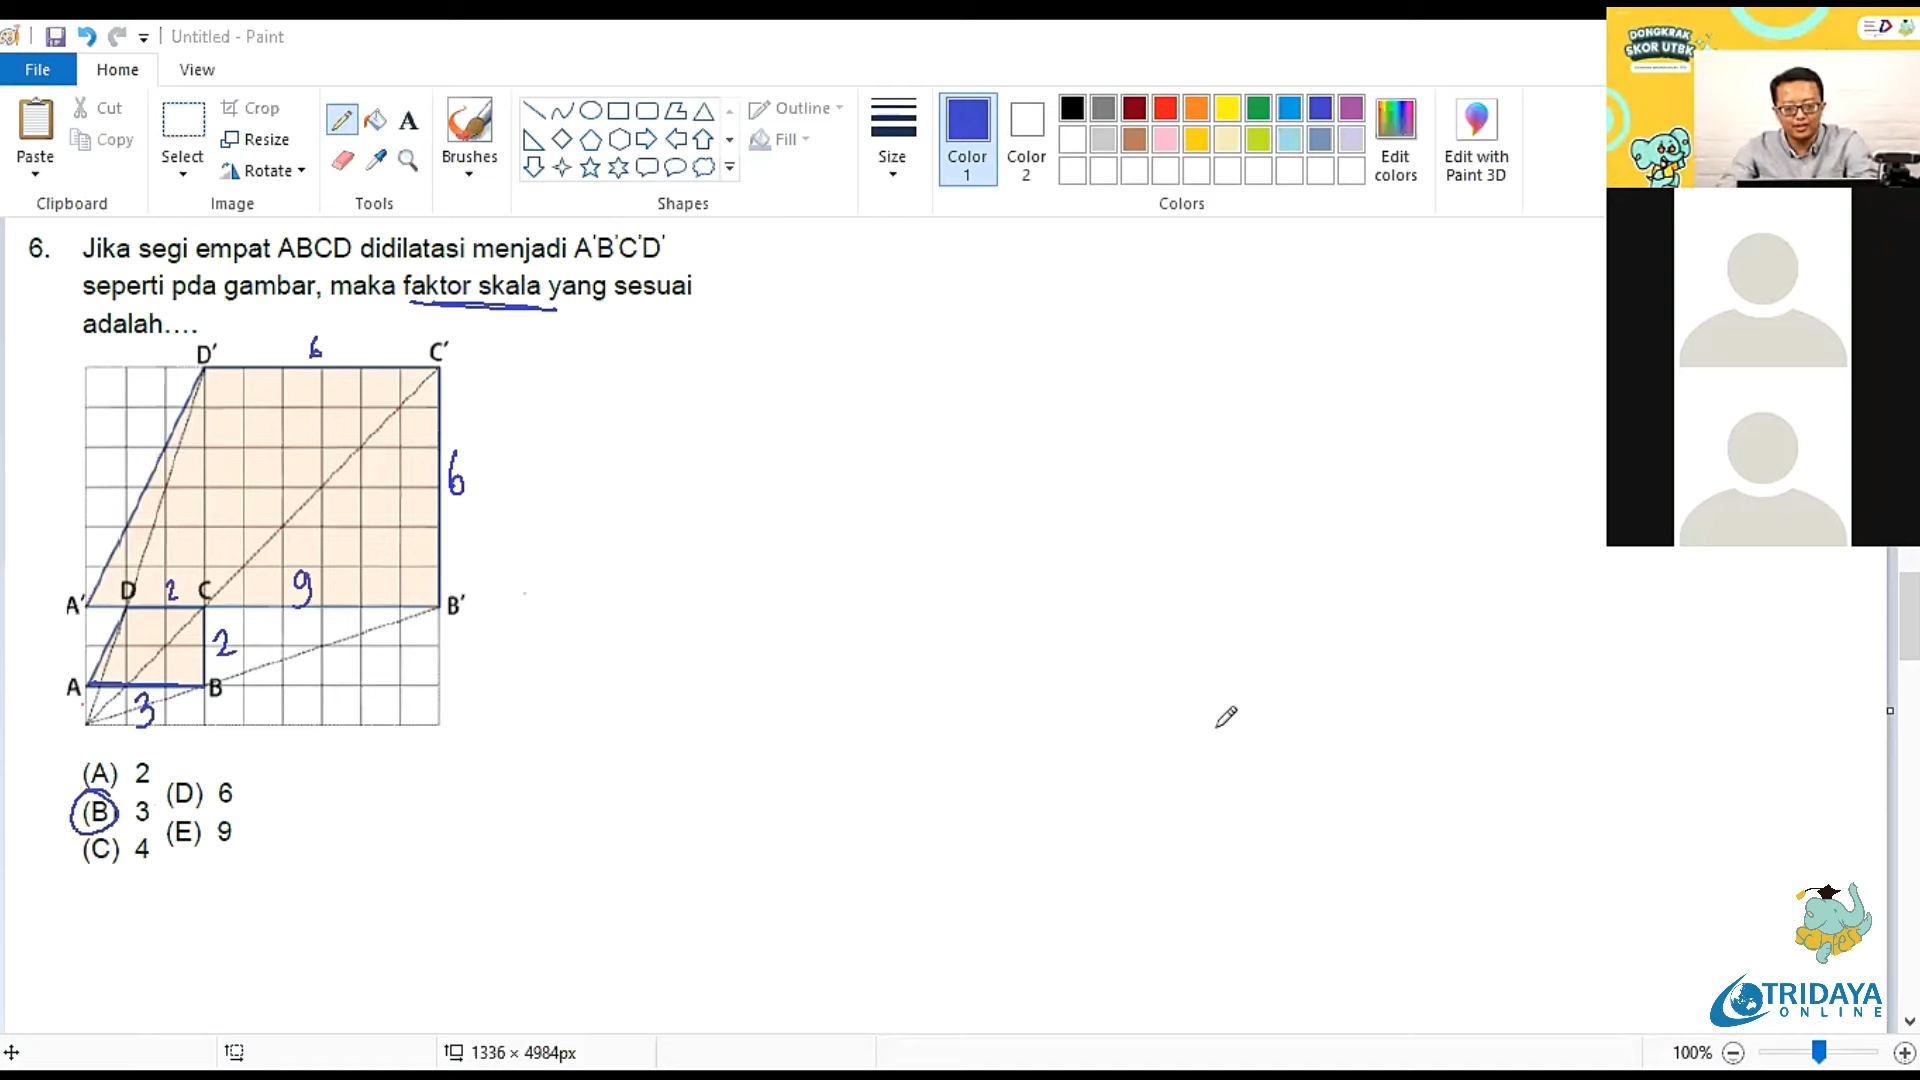 Untitled - Paint
File Home View
Cut
Copy
Paste
Crop
Resize
Rotate
Select
Brushes
Outline
Fill
Size
Color 1
Color 2
Edit colors
Edit with Paint 3D
Clipboard
Image
Tools
Shapes
Colors
DONGKRAK
SKOR UTBK
6. Jika segi empat ABCD didilatasi menjadi A'B'C'D'
seperti pda gambar, maka faktor skala yang sesuai
adalah....
D' 6 C'
6
A' D 2 C 9 B'
2
A B
3
(A) 2
(B) 3
(C) 4
(D) 6
(E) 9
TRIDAYA
ONLINE
1336 × 4984px
100%